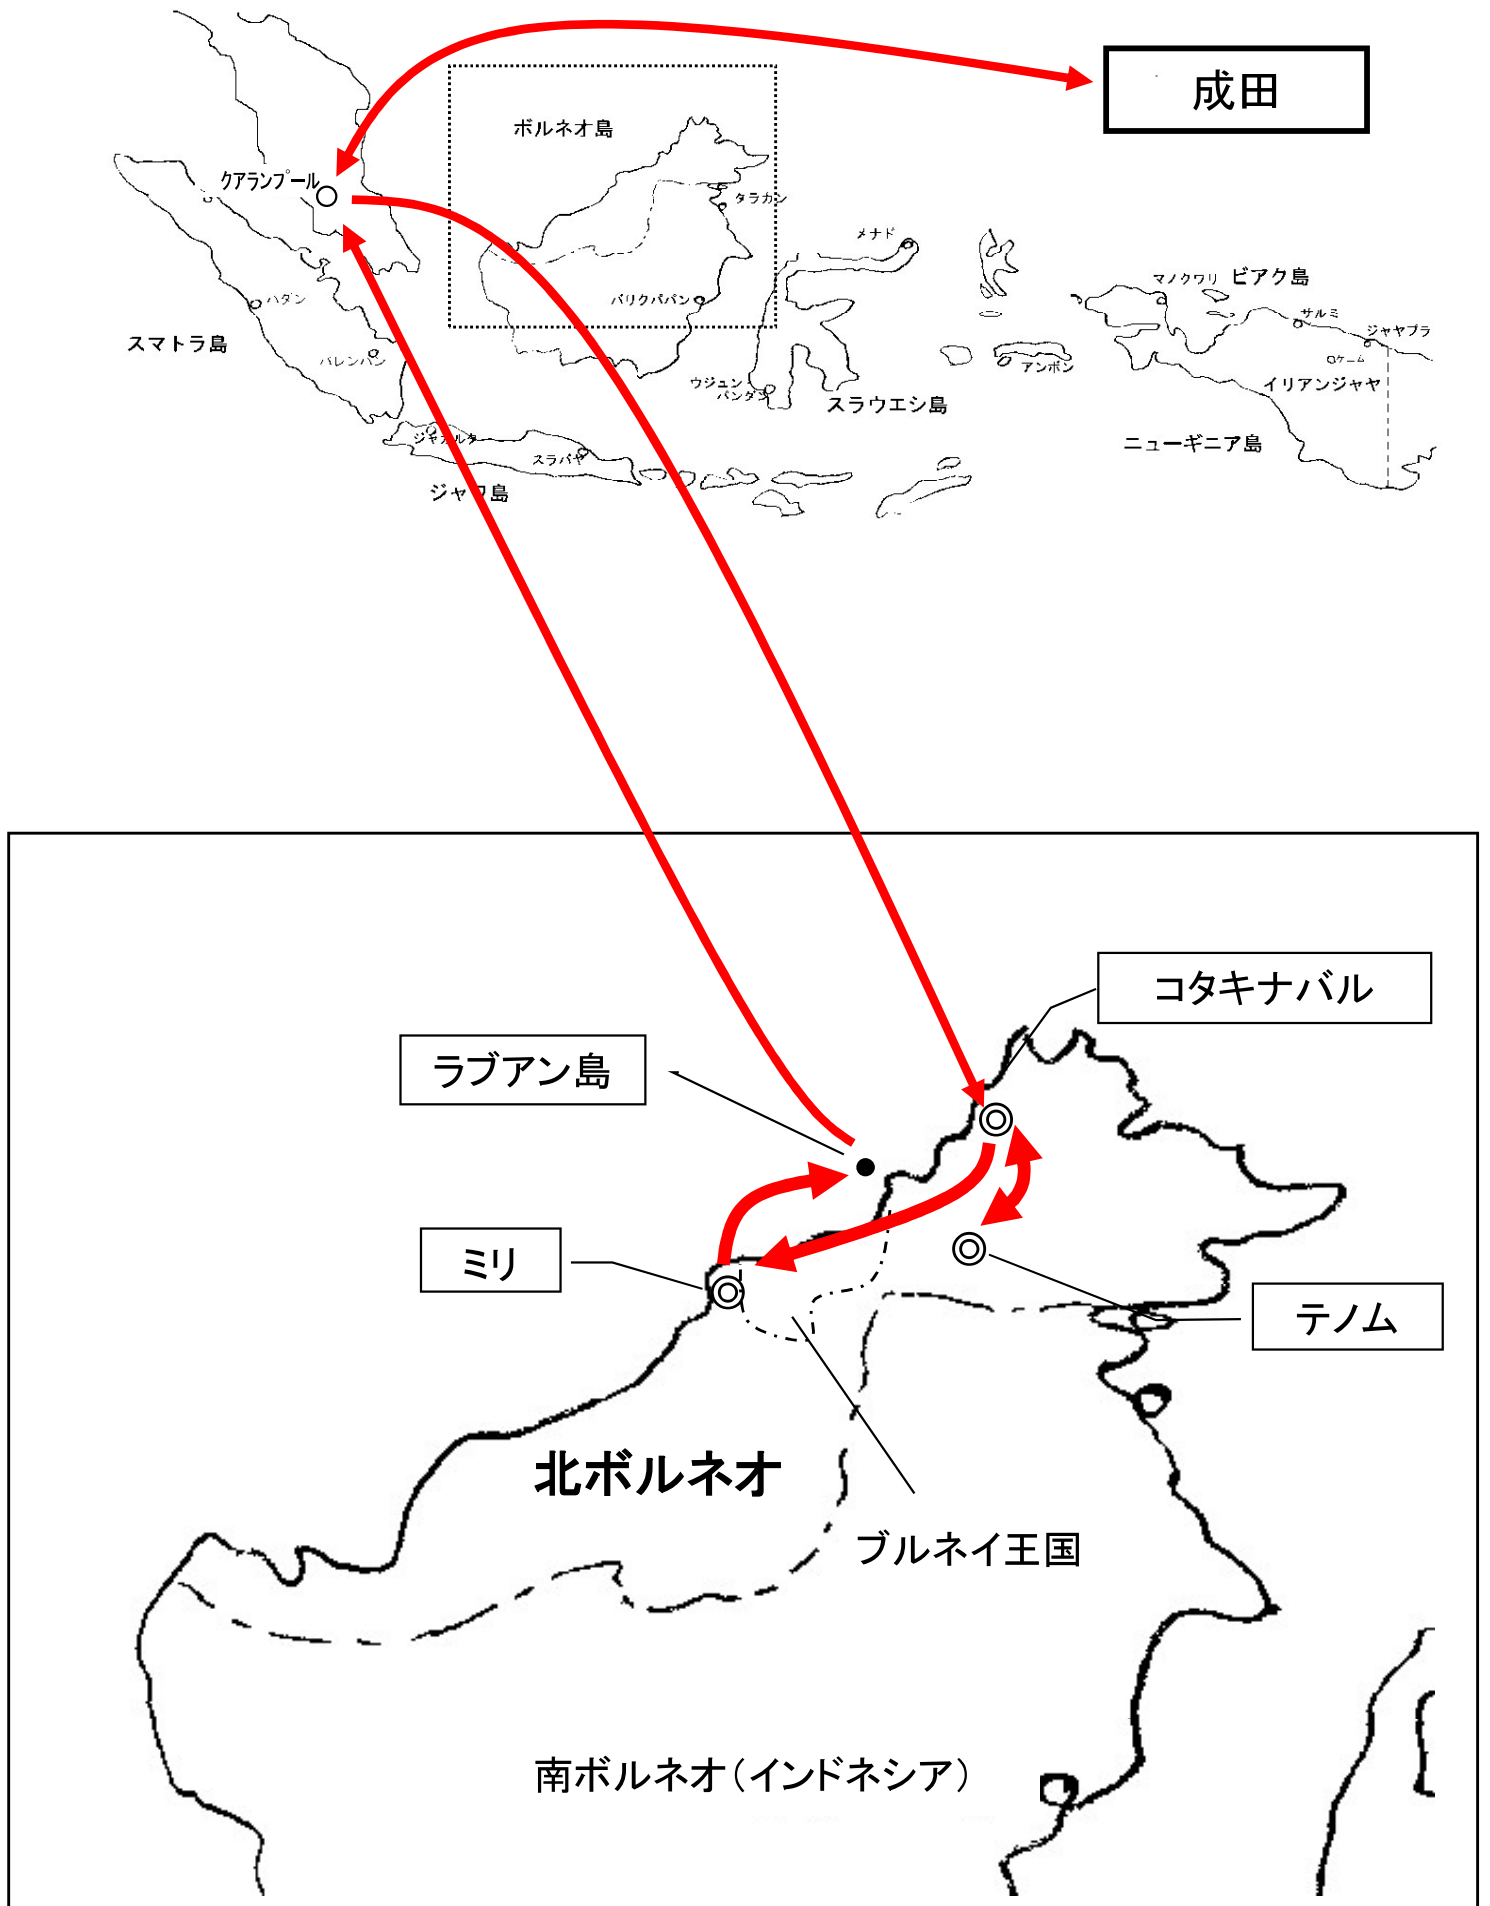 成田
ボルネオ島
クアランプール
タラカン
メナド
マノクワリ
ビアク島
ハダン
バリクパパン
サルミ
ジャヤプラ
スマトラ島
パレンバン
アンボン
ケーム
イリアンジャヤ
ウジュン
パンダン
スラウエシ島
ジャカルタ
スラバヤ
ニューギニア島
ジャワ島
コタキナバル
ラブアン島
ミリ
テノム
北ボルネオ
ブルネイ王国
南ボルネオ（インドネシア）